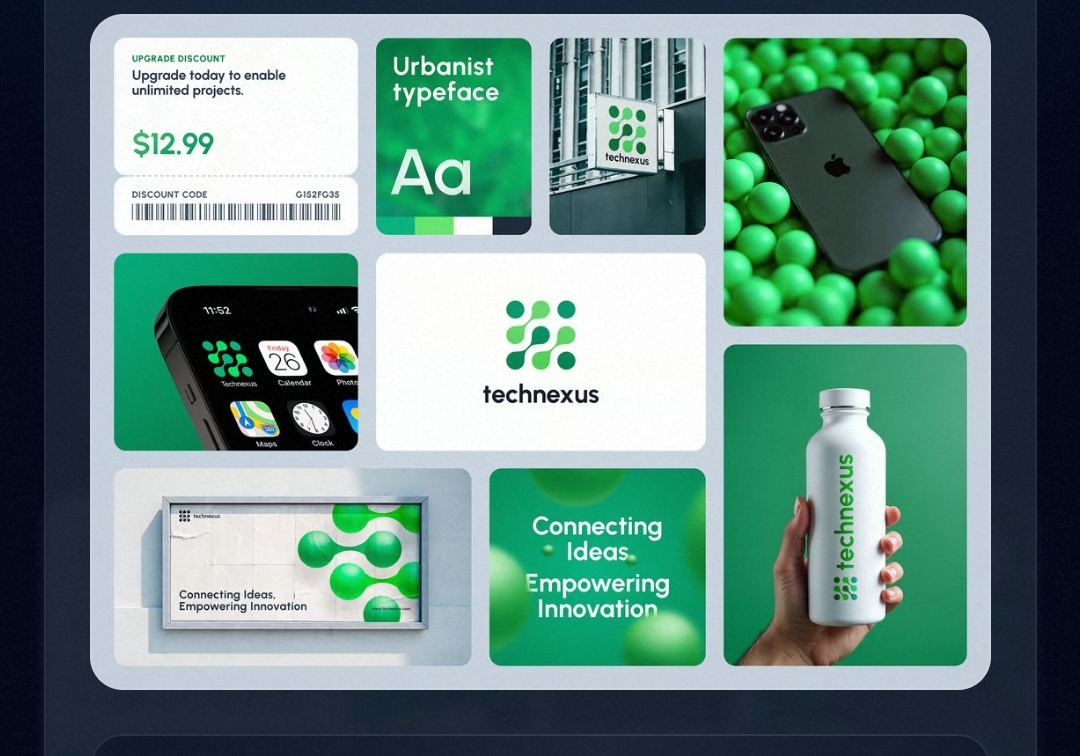 UPGRADE DISCOUNT
Upgrade today to enable
unlimited projects.
$12.99
DISCOUNT CODE G152FG35
Urbanist
typeface
Aa
technexus
11:52
Technexus
Friday
26
Calendar
Photo
Maps
Clock
technexus
technexus
Connecting Ideas,
Empowering Innovation
Connecting
Ideas
Empowering
Innovation
technexus